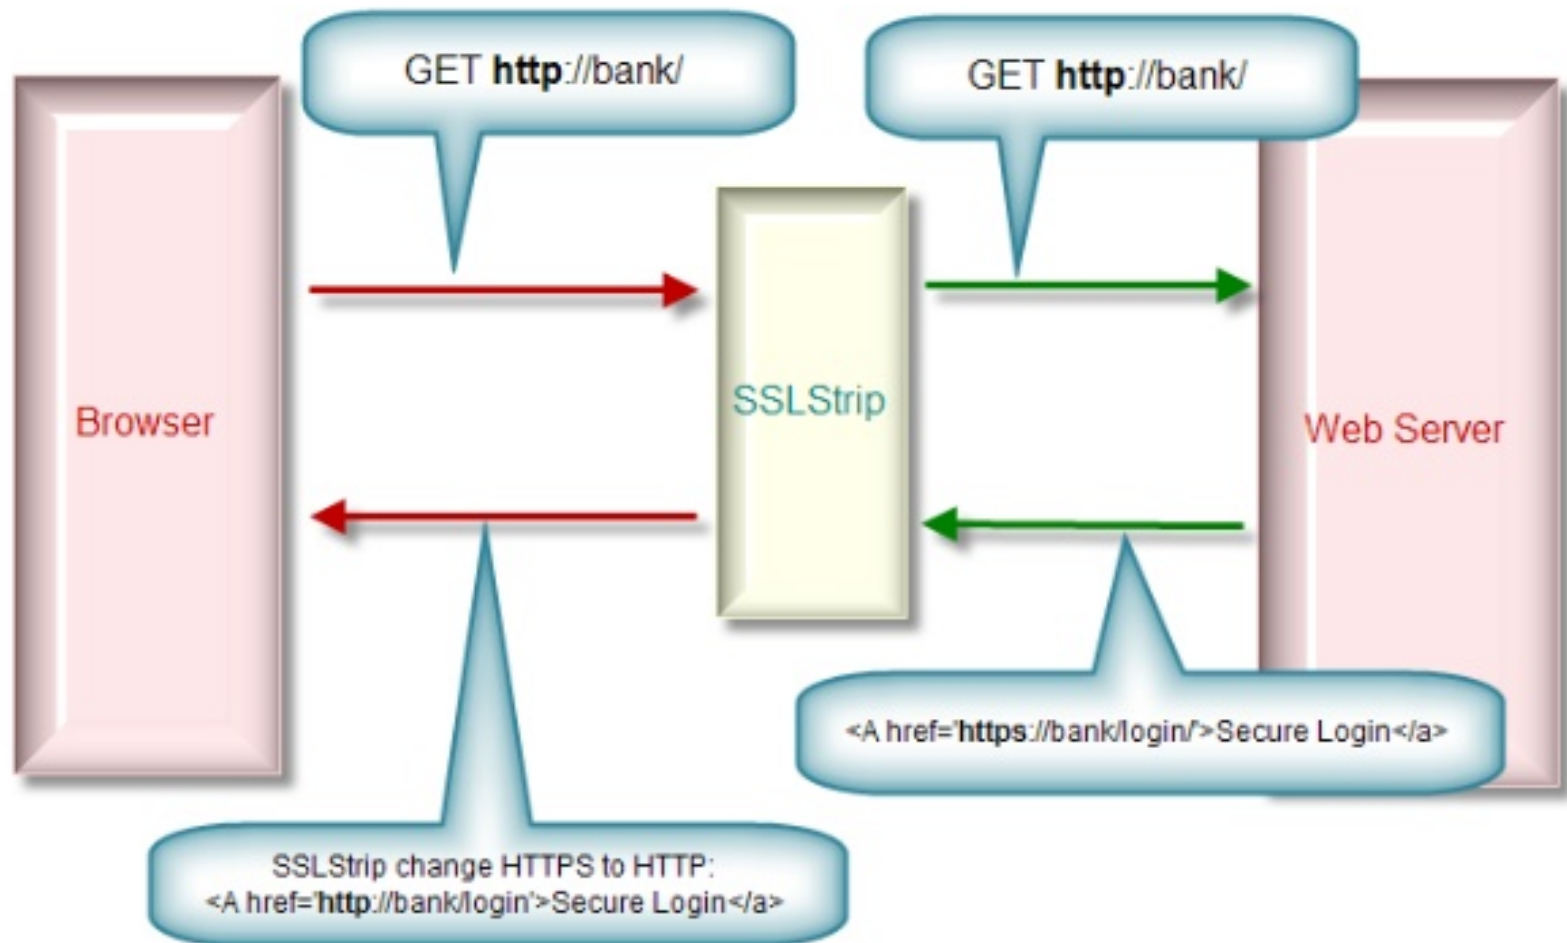 GET http://bank/
GET http://bank/
Browser
SSLStrip
Web Server
<A href='https://bank/login/'>Secure Login</a>
SSLStrip change HTTPS to HTTP:
<A href='http://bank/login'>Secure Login</a>